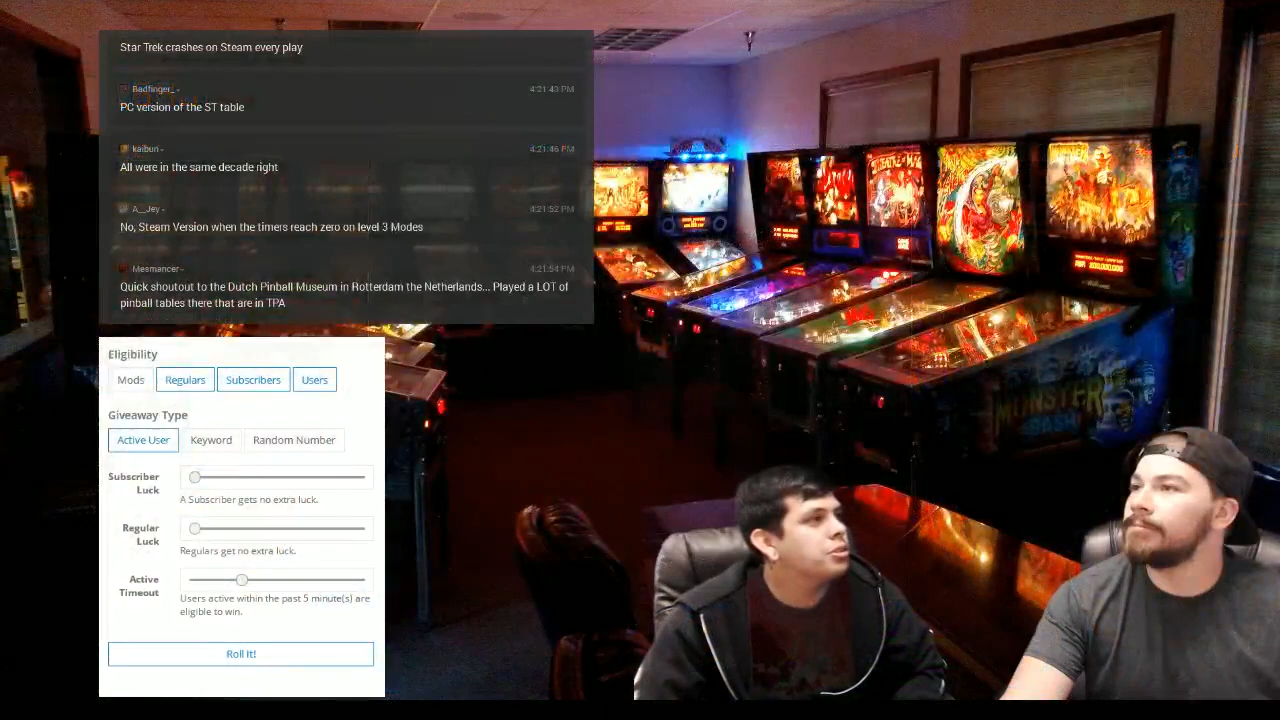 Star Trek crashes on Steam every play
Badfinger_ 4:21:43 PM
PC version of the ST table
kaibun 4:21:46 PM
All were in the same decade right
A__Jey 4:21:52 PM
No, Steam Version when the timers reach zero on level 3 Modes
Mesmancer 4:21:54 PM
Quick shoutout to the Dutch Pinball Museum in Rotterdam the Netherlands... Played a LOT of
pinball tables there that are in TPA
Eligibility
Mods Regulars Subscribers Users
Giveaway Type
Active User Keyword Random Number
Subscriber
Luck
A Subscriber gets no extra luck.
Regular
Luck
Regulars get no extra luck.
Active
Timeout
Users active within the past 5 minute(s) are
eligible to win.
Roll It!
MONSTER
BASH